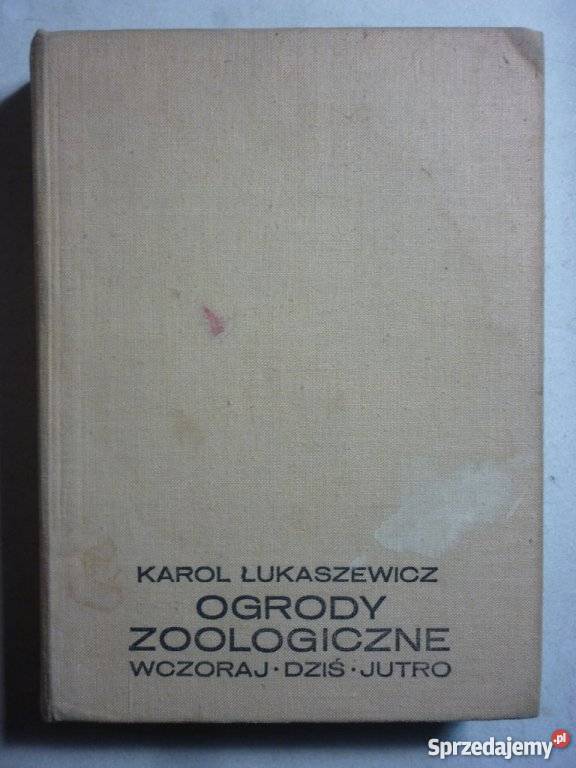 KAROL ŁUKASZEWICZ
OGRODY
ZOOLOGICZNE
WCZORAJ · DZIŚ · JUTRO
Sprzedajemy.pl